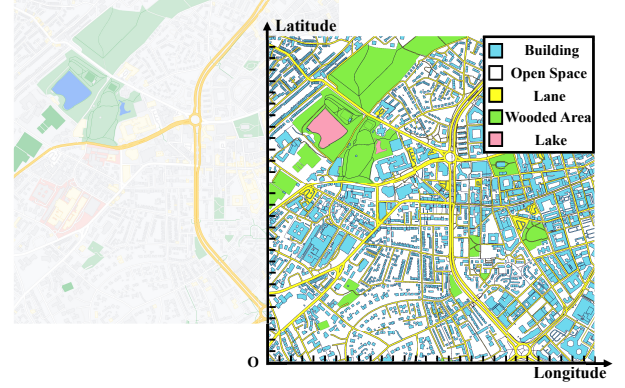 Latitude
Building
Open Space
Lane
Wooded Area
Lake
O
Longitude